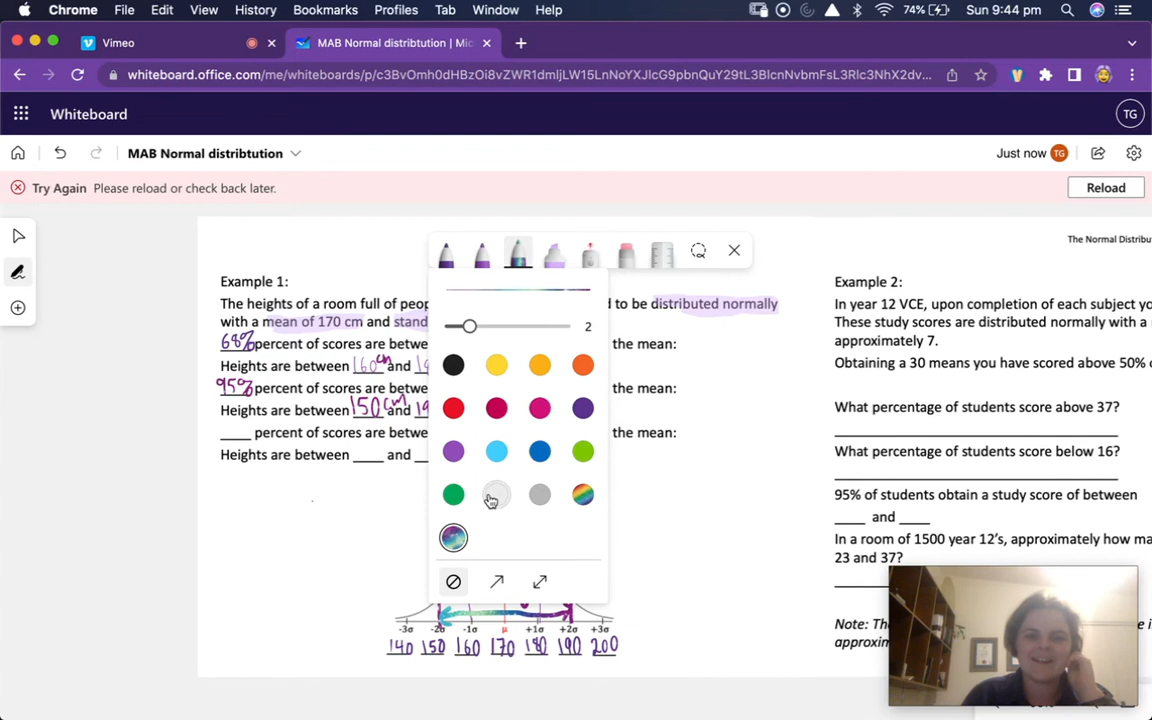 Chrome File Edit View History Bookmarks Profiles Tab Window Help 74% Sun 9:44 pm
Vimeo MAB Normal distribtution | Mic
whiteboard.office.com/me/whiteboards/p/
Whiteboard TG
MAB Normal distribtution Just now TG
Try Again Please reload or check back later. Reload
The Normal Distribu
Example 1:
The heights of a room full of peop d to be distributed normally
with a mean of 170 cm and stand
68% percent of scores are betwe the mean:
Heights are between 160cm and
95% percent of scores are betwe the mean:
Heights are between 150cm and 19
____ percent of scores are betwe the mean:
Heights are between ____ and __
2
-3σ -2σ -1σ μ +1σ +2σ +3σ
140 150 160 170 180 190 200
Example 2:
In year 12 VCE, upon completion of each subject yo
These study scores are distributed normally with a
approximately 7.
Obtaining a 30 means you have scored above 50% o
What percentage of students score above 37?
What percentage of students score below 16?
95% of students obtain a study score of between
____ and ____
In a room of 1500 year 12's, approximately how ma
23 and 37?
Note: Th
approxim